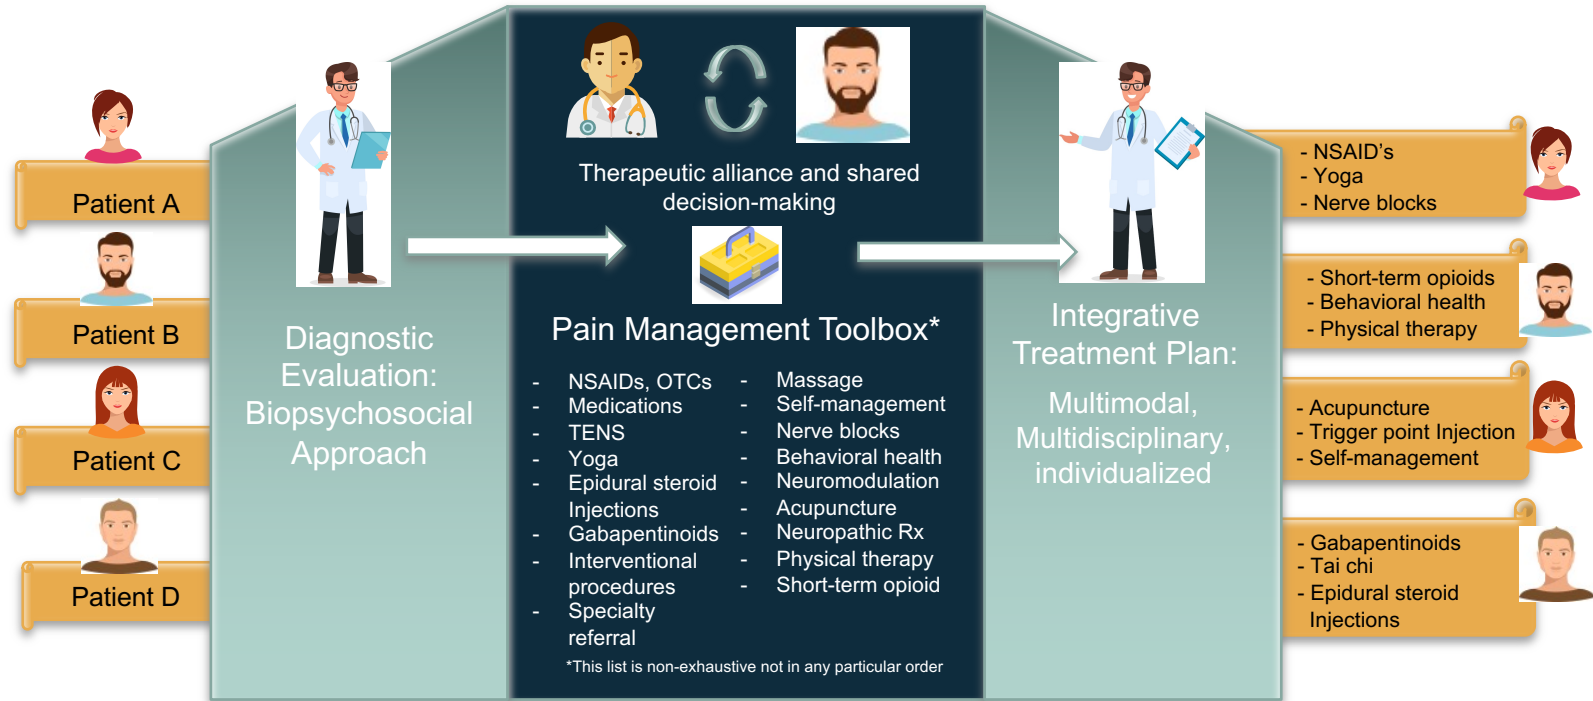 Patient A
Patient B
Patient C
Patient D
Diagnostic
Evaluation:
Biopsychosocial
Approach
Therapeutic alliance and shared
decision-making
Pain Management Toolbox*
- NSAIDs, OTCs
- Medications
- TENS
- Yoga
- Epidural steroid
Injections
- Gabapentinoids
- Interventional
procedures
- Specialty
referral
- Massage
- Self-management
- Nerve blocks
- Behavioral health
- Neuromodulation
- Acupuncture
- Neuropathic Rx
- Physical therapy
- Short-term opioid
*This list is non-exhaustive not in any particular order
Integrative
Treatment Plan:
Multimodal,
Multidisciplinary,
individualized
- NSAID's
- Yoga
- Nerve blocks
- Short-term opioids
- Behavioral health
- Physical therapy
- Acupuncture
- Trigger point Injection
- Self-management
- Gabapentinoids
- Tai chi
- Epidural steroid
Injections